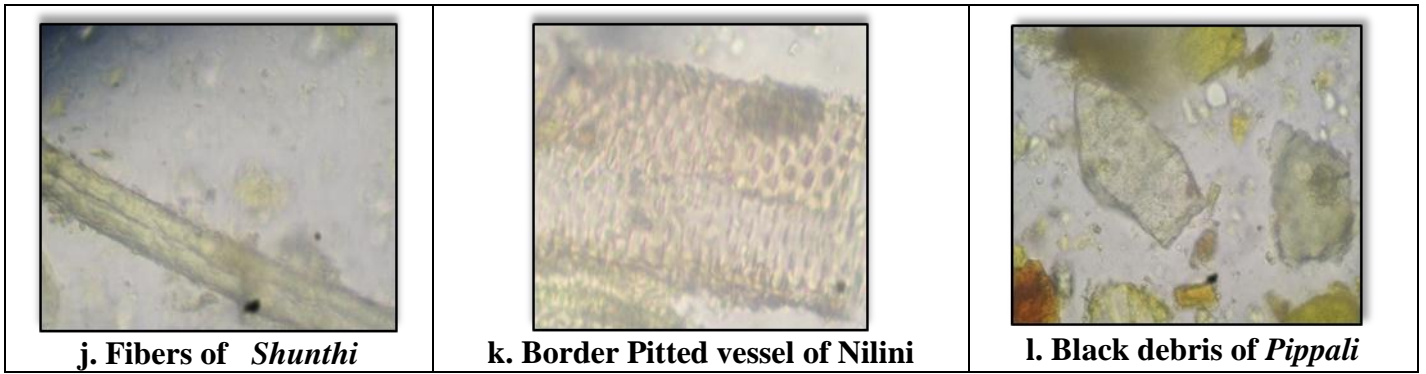 j. Fibers of Shunthi
k. Border Pitted vessel of Nilini
l. Black debris of Pippali